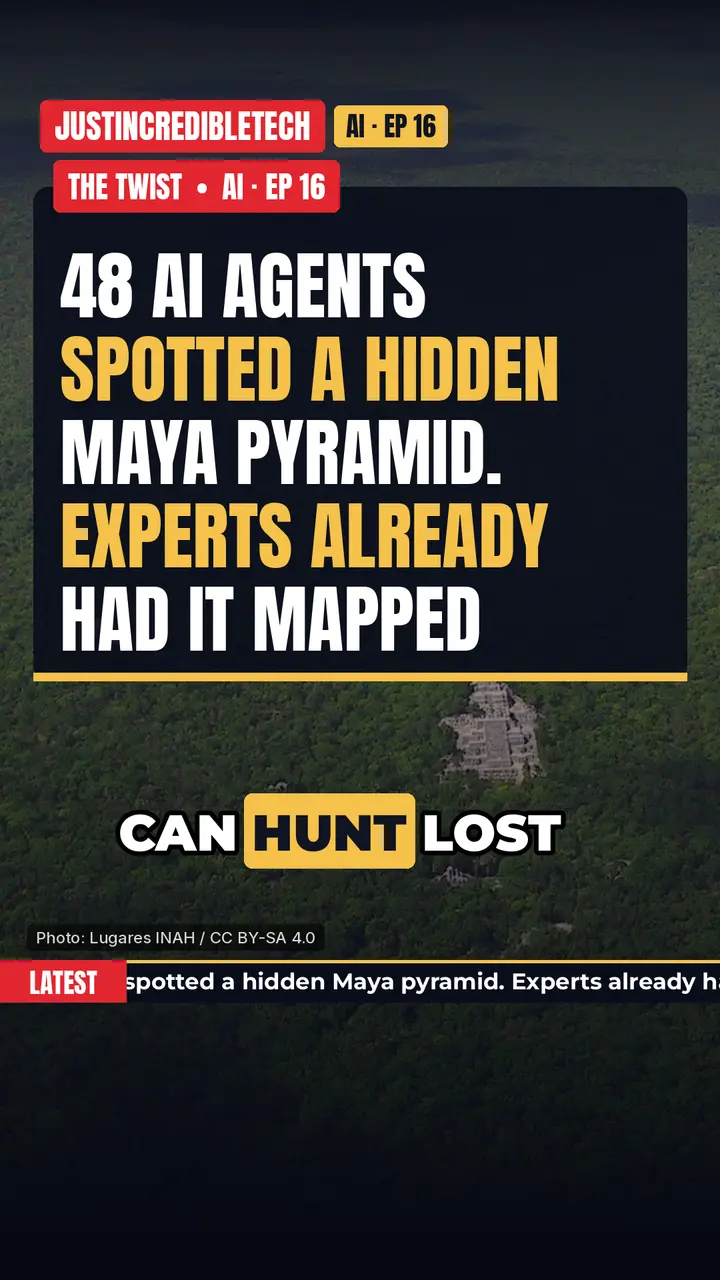 JUSTINCREDIBLETECH
AI · EP 16
THE TWIST • AI · EP 16
48 AI AGENTS
SPOTTED A HIDDEN
MAYA PYRAMID.
EXPERTS ALREADY
HAD IT MAPPED
CAN HUNT LOST
Photo: Lugares INAH / CC BY-SA 4.0
LATEST spotted a hidden Maya pyramid. Experts already ha